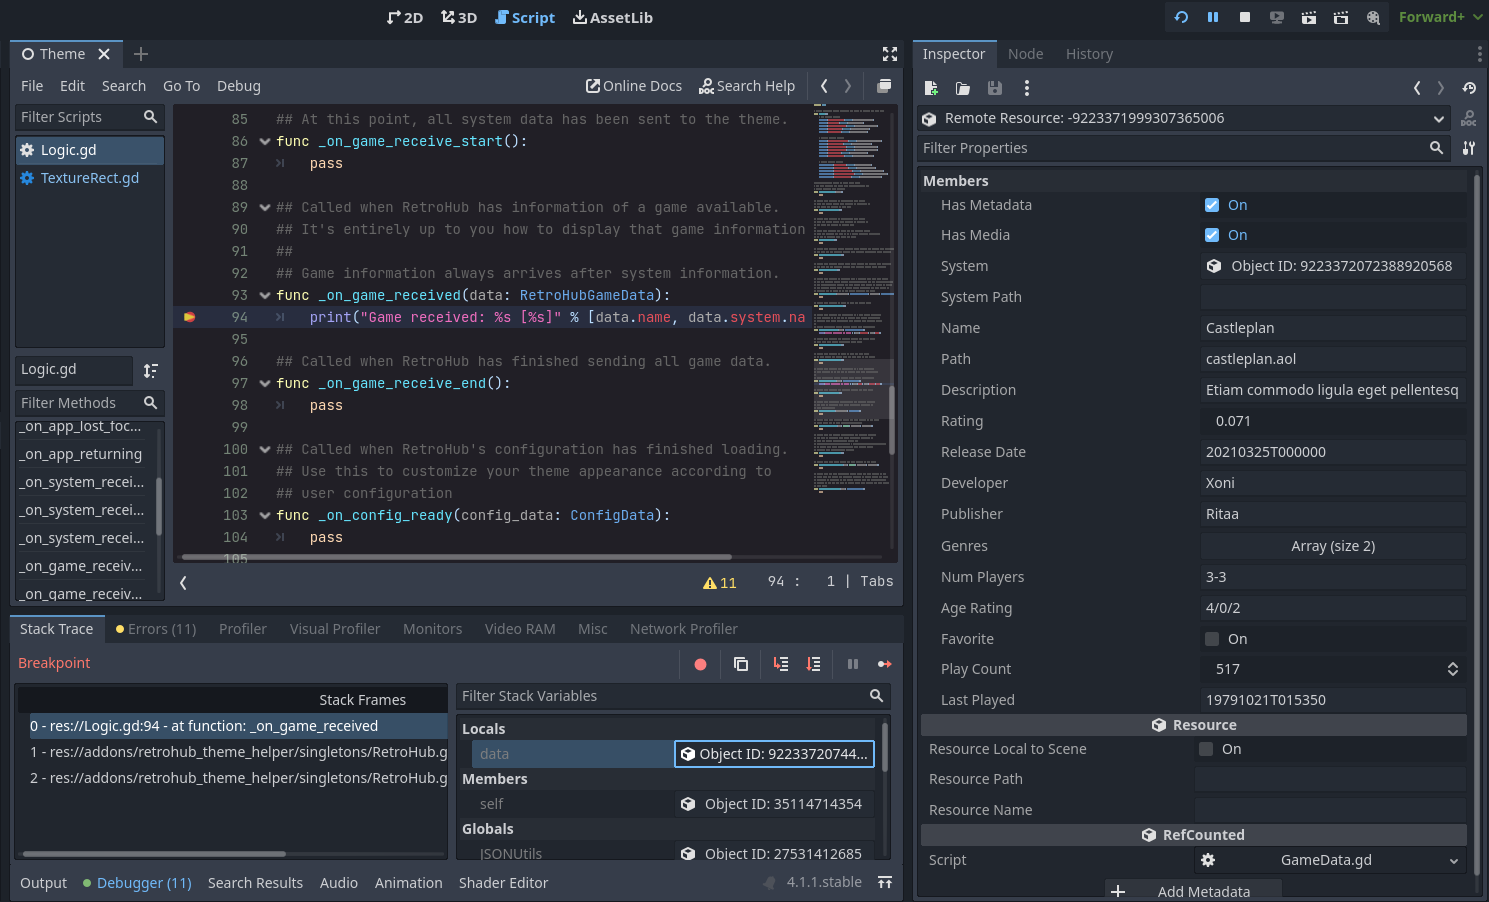 2D 3D Script AssetLib Forward+
Theme
File Edit Search Go To Debug Online Docs Search Help
Filter Scripts
Logic.gd
TextureRect.gd
Logic.gd
Filter Methods
_on_app_lost_foc...
_on_app_returning
_on_system_recei...
_on_system_recei...
_on_system_recei...
_on_game_receiv...
_on_game_receiv...
85 ## At this point, all system data has been sent to the theme.
86 func _on_game_receive_start():
87 pass
88
89 ## Called when RetroHub has information of a game available.
90 ## It's entirely up to you how to display that game information
91 ##
92 ## Game information always arrives after system information.
93 func _on_game_received(data: RetroHubGameData):
94 print("Game received: %s [%s]" % [data.name, data.system.na
95
96 ## Called when RetroHub has finished sending all game data.
97 func _on_game_receive_end():
98 pass
99
100 ## Called when RetroHub's configuration has finished loading.
101 ## Use this to customize your theme appearance according to
102 ## user configuration
103 func _on_config_ready(config_data: ConfigData):
104 pass
105
11 94 : 1 | Tabs
Stack Trace Errors (11) Profiler Visual Profiler Monitors Video RAM Misc Network Profiler
Breakpoint
Stack Frames
0 - res://Logic.gd:94 - at function: _on_game_received
1 - res://addons/retrohub_theme_helper/singletons/RetroHub.g
2 - res://addons/retrohub_theme_helper/singletons/RetroHub.g
Filter Stack Variables
Locals
data Object ID: 92233720744...
Members
self Object ID: 35114714354
Globals
JSONUtils Object ID: 27531412685
Output Debugger (11) Search Results Audio Animation Shader Editor 4.1.1.stable
Inspector Node History
Remote Resource: -9223371999307365006
DOC
Filter Properties
Members
Has Metadata On
Has Media On
System Object ID: 9223372072388920568
System Path
Name Castleplan
Path castleplan.aol
Description Etiam commodo ligula eget pellentesq
Rating 0.071
Release Date 20210325T000000
Developer Xoni
Publisher Ritaa
Genres Array (size 2)
Num Players 3-3
Age Rating 4/0/2
Favorite On
Play Count 517
Last Played 19791021T015350
Resource
Resource Local to Scene On
Resource Path
Resource Name
RefCounted
Script GameData.gd
Add Metadata